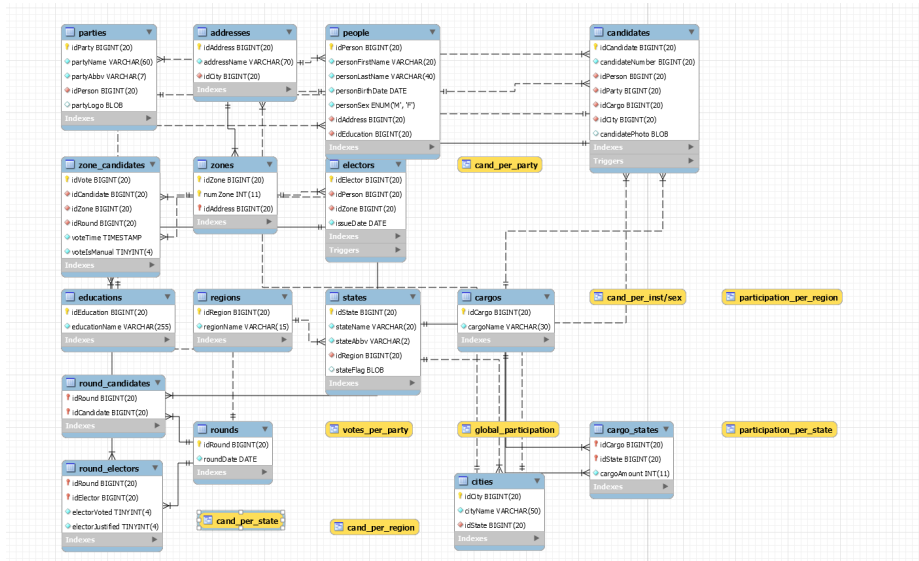 parties
idParty BIGINT(20)
partyName VARCHAR(60)
partyAbbv VARCHAR(7)
idPerson BIGINT(20)
partyLogo BLOB
Indexes
addresses
idAddress BIGINT(20)
addressName VARCHAR(70)
idCity BIGINT(20)
Indexes
people
idPerson BIGINT(20)
personFirstName VARCHAR(20)
personLastName VARCHAR(40)
personBirthDate DATE
personSex ENUM('M', 'F')
idAddress BIGINT(20)
idEducation BIGINT(20)
Indexes
candidates
idCandidate BIGINT(20)
candidateNumber BIGINT(20)
idPerson BIGINT(20)
idParty BIGINT(20)
idCargo BIGINT(20)
idCity BIGINT(20)
candidatePhoto BLOB
Indexes
Triggers
zone_candidates
idVote BIGINT(20)
idCandidate BIGINT(20)
idZone BIGINT(20)
idRound BIGINT(20)
voteTime TIMESTAMP
voteIsManual TINYINT(4)
Indexes
zones
idZone BIGINT(20)
numZone INT(11)
idAddress BIGINT(20)
Indexes
electors
idElector BIGINT(20)
idPerson BIGINT(20)
idZone BIGINT(20)
issueDate DATE
Indexes
Triggers
cand_per_party
educations
idEducation BIGINT(20)
educationName VARCHAR(255)
Indexes
regions
idRegion BIGINT(20)
regionName VARCHAR(15)
Indexes
states
idState BIGINT(20)
stateName VARCHAR(20)
stateAbbv VARCHAR(2)
idRegion BIGINT(20)
stateFlag BLOB
Indexes
cargos
idCargo BIGINT(20)
cargoName VARCHAR(30)
Indexes
cand_per_inst/sex
participation_per_region
round_candidates
idRound BIGINT(20)
idCandidate BIGINT(20)
Indexes
rounds
idRound BIGINT(20)
roundDate DATE
Indexes
votes_per_party
global_participation
cargo_states
idCargo BIGINT(20)
idState BIGINT(20)
cargoAmount INT(11)
Indexes
participation_per_state
round_electors
idRound BIGINT(20)
idElector BIGINT(20)
electorVoted TINYINT(4)
electorJustified TINYINT(4)
Indexes
cities
idCity BIGINT(20)
cityName VARCHAR(50)
idState BIGINT(20)
Indexes
cand_per_state
cand_per_region